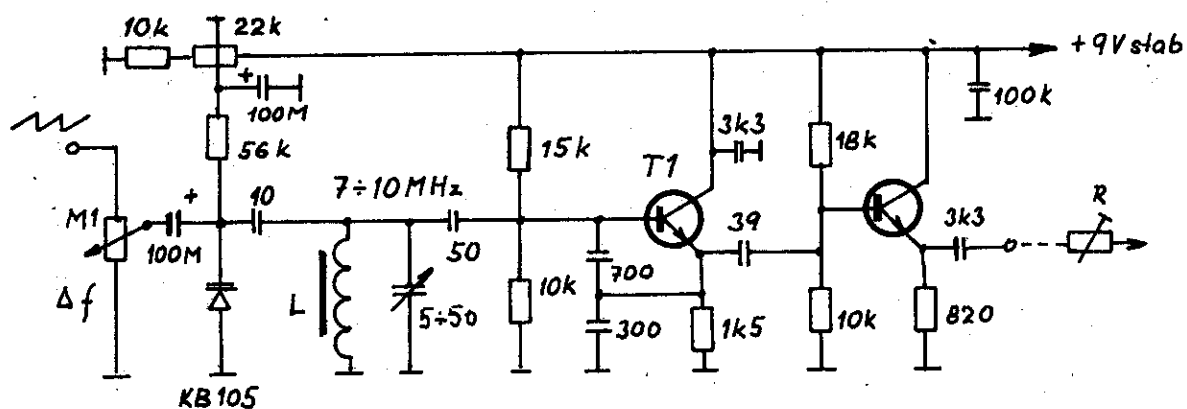 10k
22k
+9V stab
+
100M
100k
3k3
56k
15k
T1
18k
7÷10MHz
10
+
M1
R
39
3k3
100M
50
700
Δf
L
5÷50
10k
300
1k5
10k
820
KB105